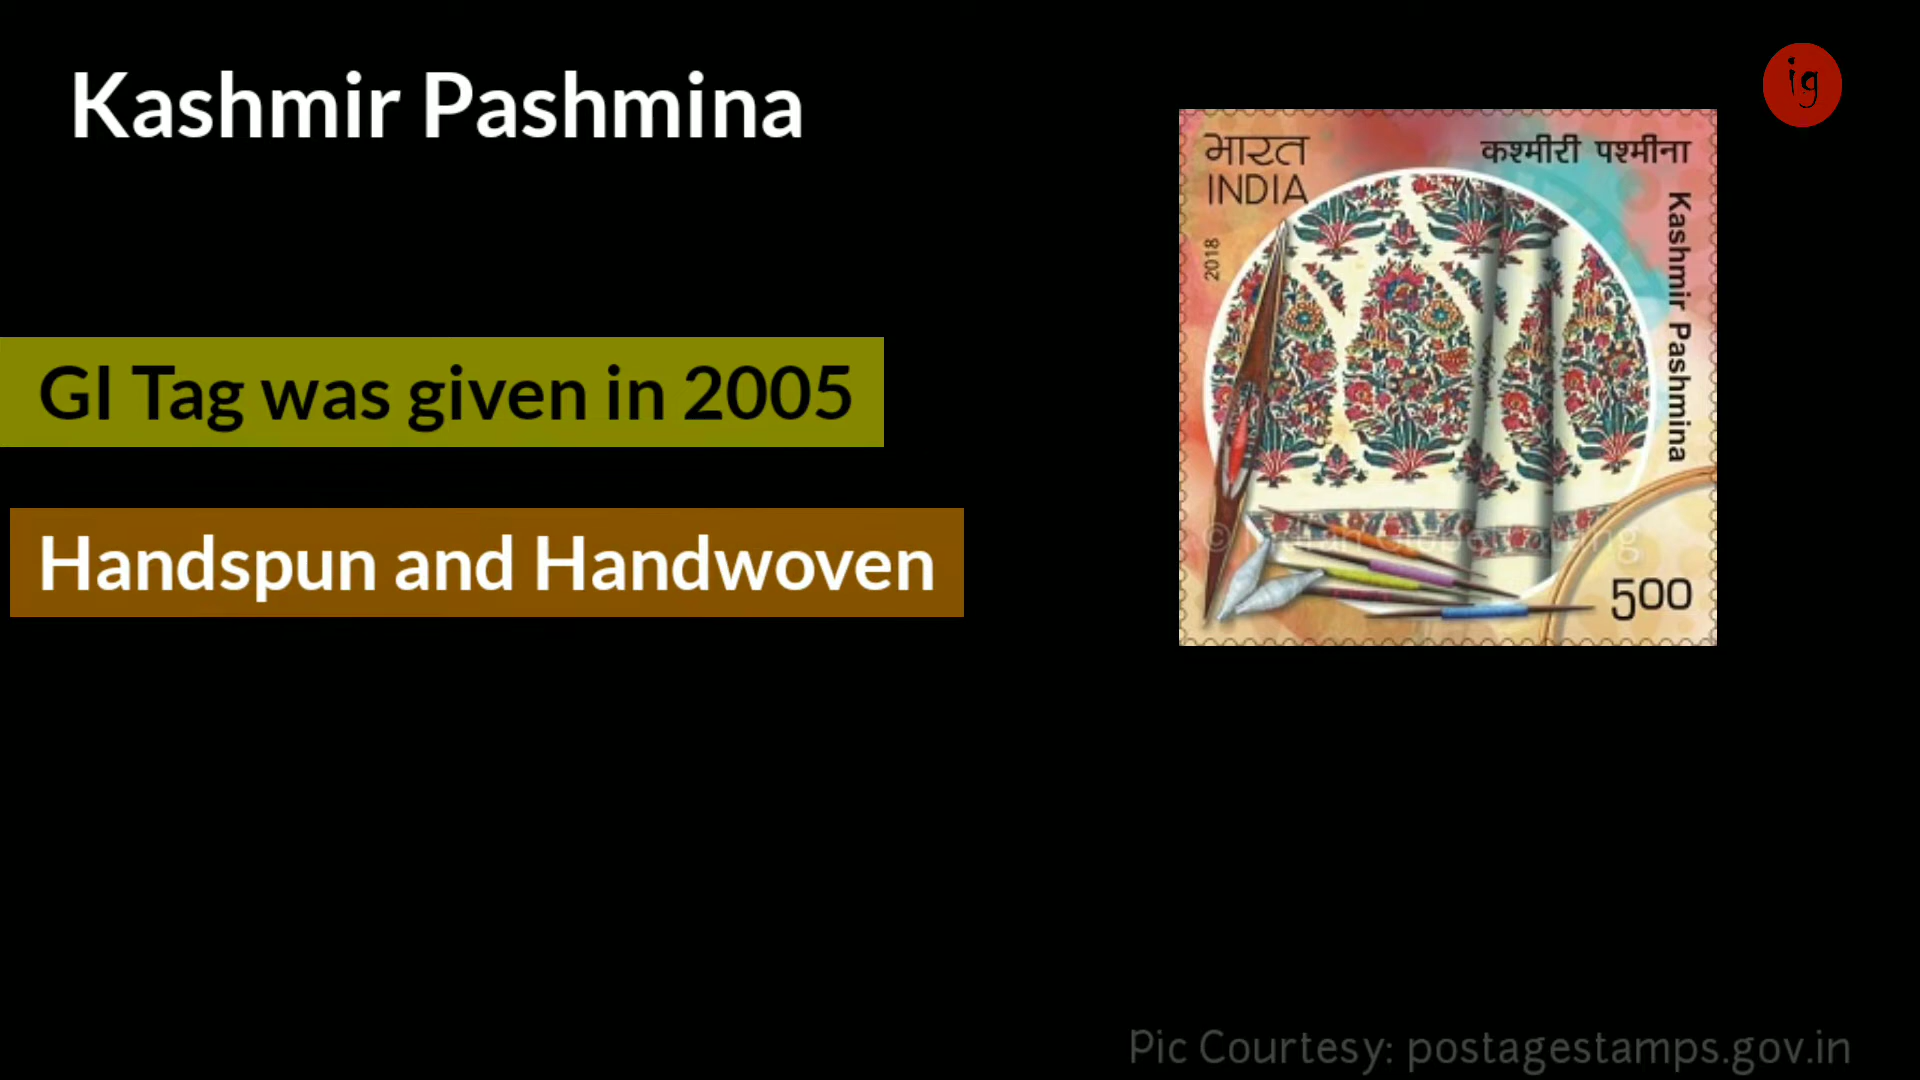 Kashmir Pashmina
ig
भारत
INDIA
2018
कश्मीरी पश्मीना
Kashmir Pashmina
500
GI Tag was given in 2005
Handspun and Handwoven
Pic Courtesy: postagestamps.gov.in